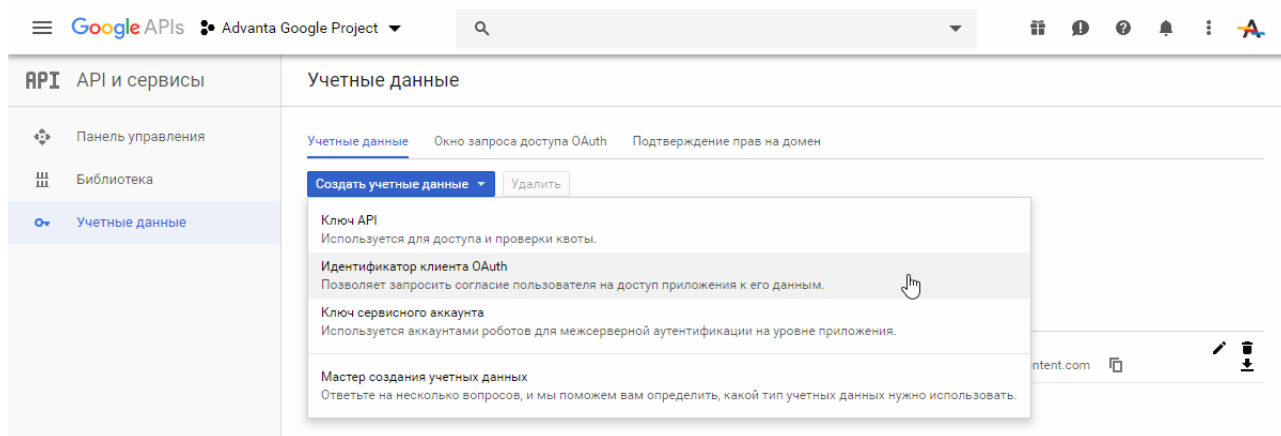 Google APIs Advanta Google Project
API API и сервисы
Учетные данные
Панель управления
Библиотека
Учетные данные
Учетные данные Окно запроса доступа OAuth Подтверждение прав на домен
Создать учетные данные Удалить
Ключ API
Используется для доступа и проверки квоты.
Идентификатор клиента OAuth
Позволяет запросить согласие пользователя на доступ приложения к его данным.
Ключ сервисного аккаунта
Используется аккаунтами роботов для межсерверной аутентификации на уровне приложения.
Мастер создания учетных данных
Ответьте на несколько вопросов, и мы поможем вам определить, какой тип учетных данных нужно использовать.
ntent.com